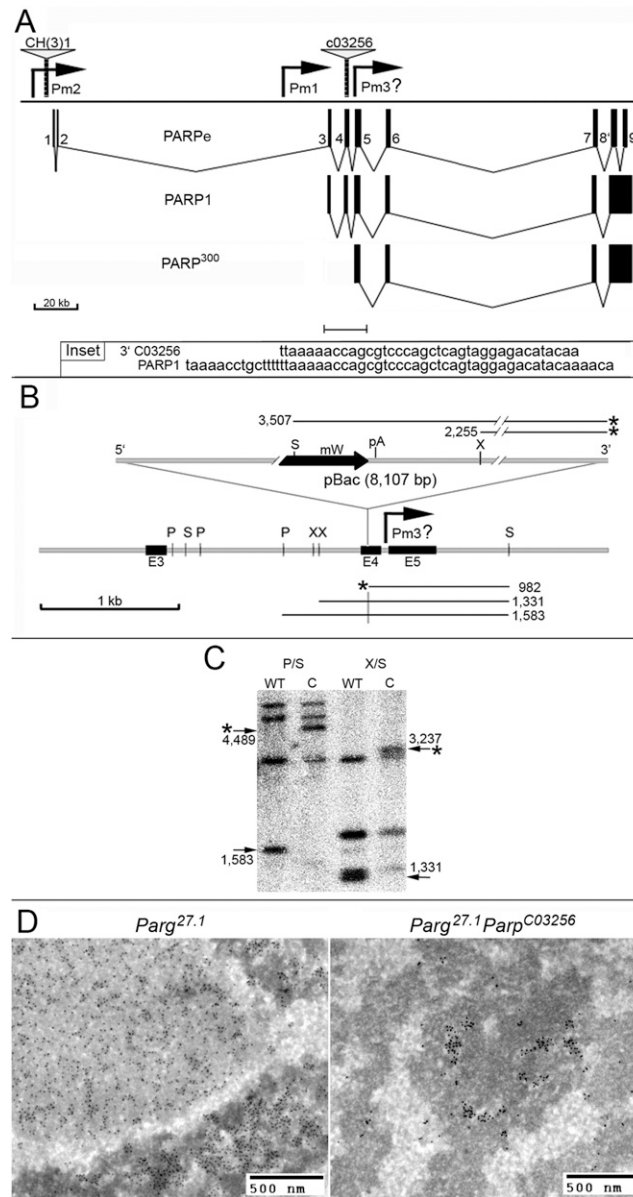 A
CH(3)1 c03256
Pm2 Pm1 Pm3?
1 2 PARPe 3 4 5 6 7 8' 9
PARP1
PARP300
20 kb
Inset 3' C03256 ttaaaaaccagcgtcccagctcagtaggagacatacaa
PARP1 taaaacctgcttttttaaaaaccagcgtcccagctcagtaggagacatacaaaaca
B
3,507 *
2,255 *
5' S mW pA X 3'
pBac (8,107 bp)
Pm3?
P S P P XX S
E3 E4 E5
1 kb
* 982
1,331
1,583
C
P/S X/S
WT C WT C
* 4,489 3,237 *
1,583 1,331
D Parg27.1 Parg27.1 ParpC03256
500 nm 500 nm